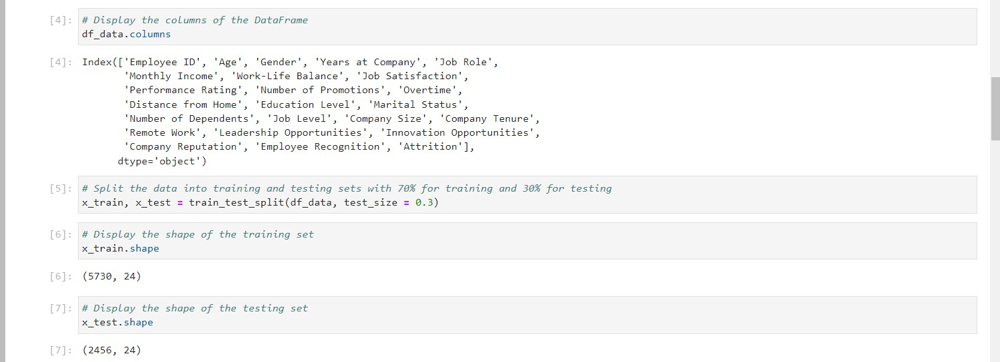 [4]: # Display the columns of the DataFrame
df_data.columns
[4]: Index(['Employee ID', 'Age', 'Gender', 'Years at Company', 'Job Role',
'Monthly Income', 'Work-Life Balance', 'Job Satisfaction',
'Performance Rating', 'Number of Promotions', 'Overtime',
'Distance from Home', 'Education Level', 'Marital Status',
'Number of Dependents', 'Job Level', 'Company Size', 'Company Tenure',
'Remote Work', 'Leadership Opportunities', 'Innovation Opportunities',
'Company Reputation', 'Employee Recognition', 'Attrition'],
dtype='object')
[5]: # Split the data into training and testing sets with 70% for training and 30% for testing
x_train, x_test = train_test_split(df_data, test_size = 0.3)
[6]: # Display the shape of the training set
x_train.shape
[6]: (5730, 24)
[7]: # Display the shape of the testing set
x_test.shape
[7]: (2456, 24)